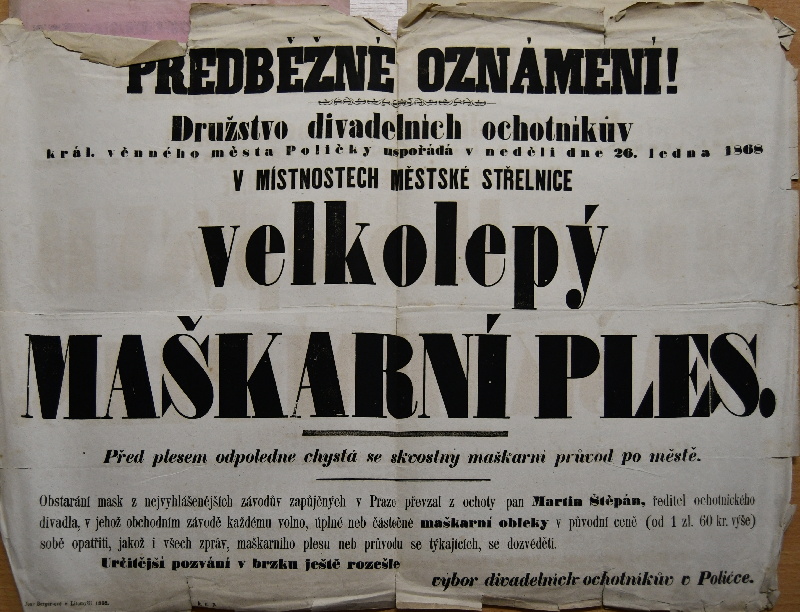 PŘEDBĚŽNÉ OZNÁMENÍ!
Družstvo divadelních ochotníkův
král. věnného města Poličky uspořádá v neděli dne 26. ledna 1868
V MÍSTNOSTECH MĚSTSKÉ STŘELNICE
velkolepý
MAŠKARNÍ PLES.
Před plesem odpoledne chystá se skvostny maškarní průvod po městě.
Obstarání mask z nejvyhlášenějších závodův zapůjčených v Praze převzal z ochoty pan Martin Štěpán, ředitel ochotnického
divadla, v jehož obchodním závodě každému volno, úplné neb částečné maškarní obleky v původní ceně (od 1 zl. 60 kr. výše)
sobě opatřiti, jakož i všech zpráv, maškarního plesu neb průvodu se týkajících, se dozvěděti.
Určitější pozvání v brzku ještě rozešle
výbor divadelních ochotníkův v Poličce.
v Litomyšli 1868.